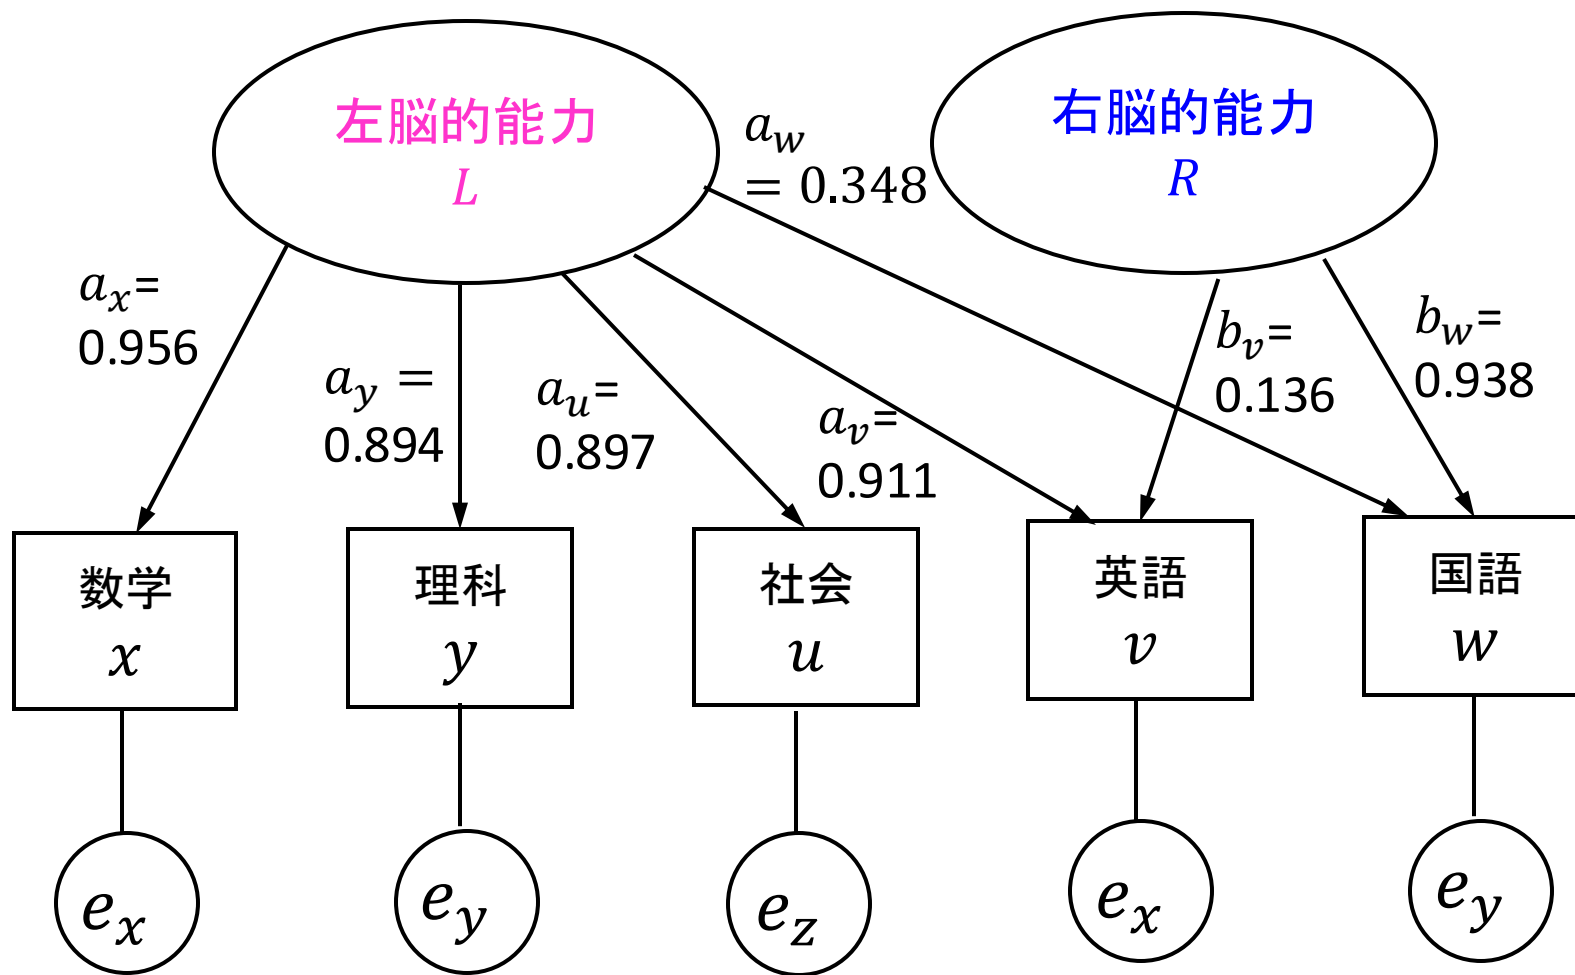 左脳的能力
L
右脳的能力
R
a_w
= 0.348
a_x=
0.956
a_y =
0.894
a_u=
0.897
a_v=
0.911
b_v=
0.136
b_w=
0.938
数学
x
理科
y
社会
u
英語
v
国語
w
e_x
e_y
e_z
e_x
e_y